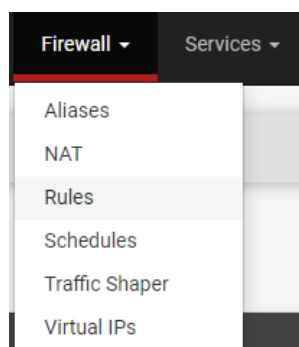 Firewall Services
Aliases
NAT
Rules
Schedules
Traffic Shaper
Virtual IPs